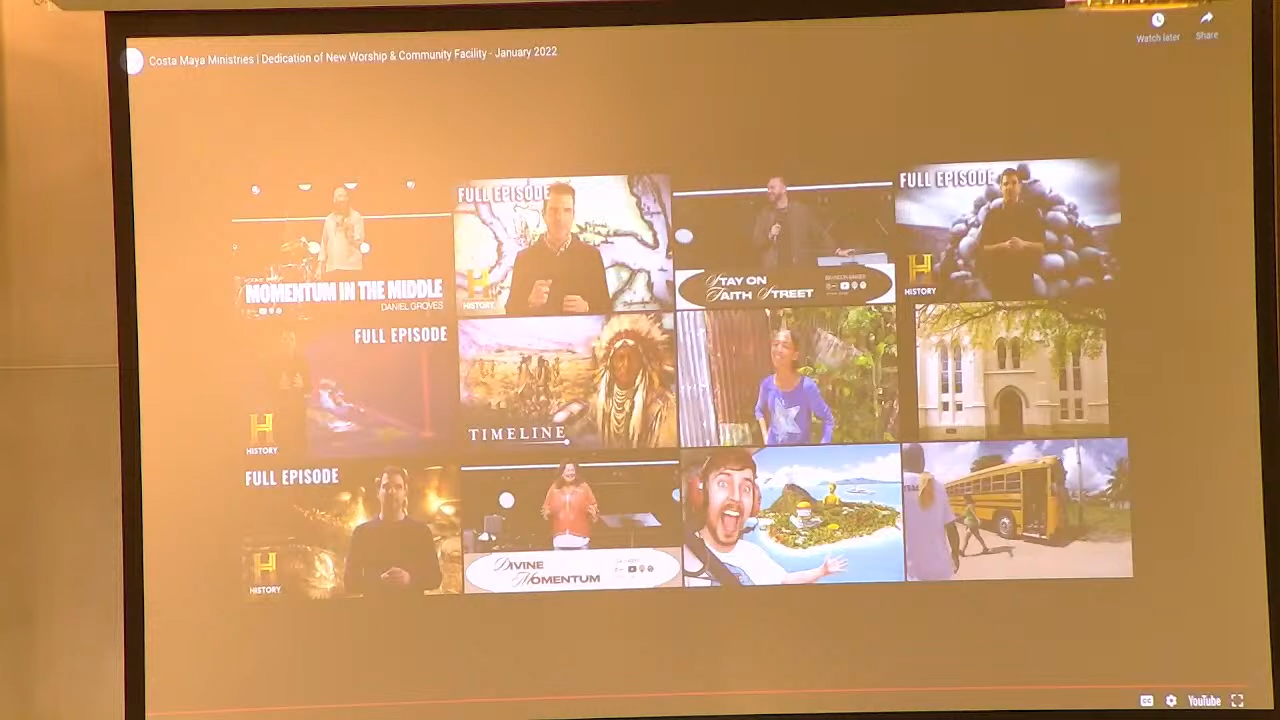 Costa Maya Ministries | Dedication of New Worship & Community Facility - January 2022
Watch later
Share
FULL EPISODE
FULL EPISODE
MOMENTUM IN THE MIDDLE
DANIEL GROVES
HISTORY
STAY ON
FAITH STREET
HISTORY
FULL EPISODE
HISTORY
TIMELINE
FULL EPISODE
HISTORY
DIVINE
MOMENTUM
CC
YouTube